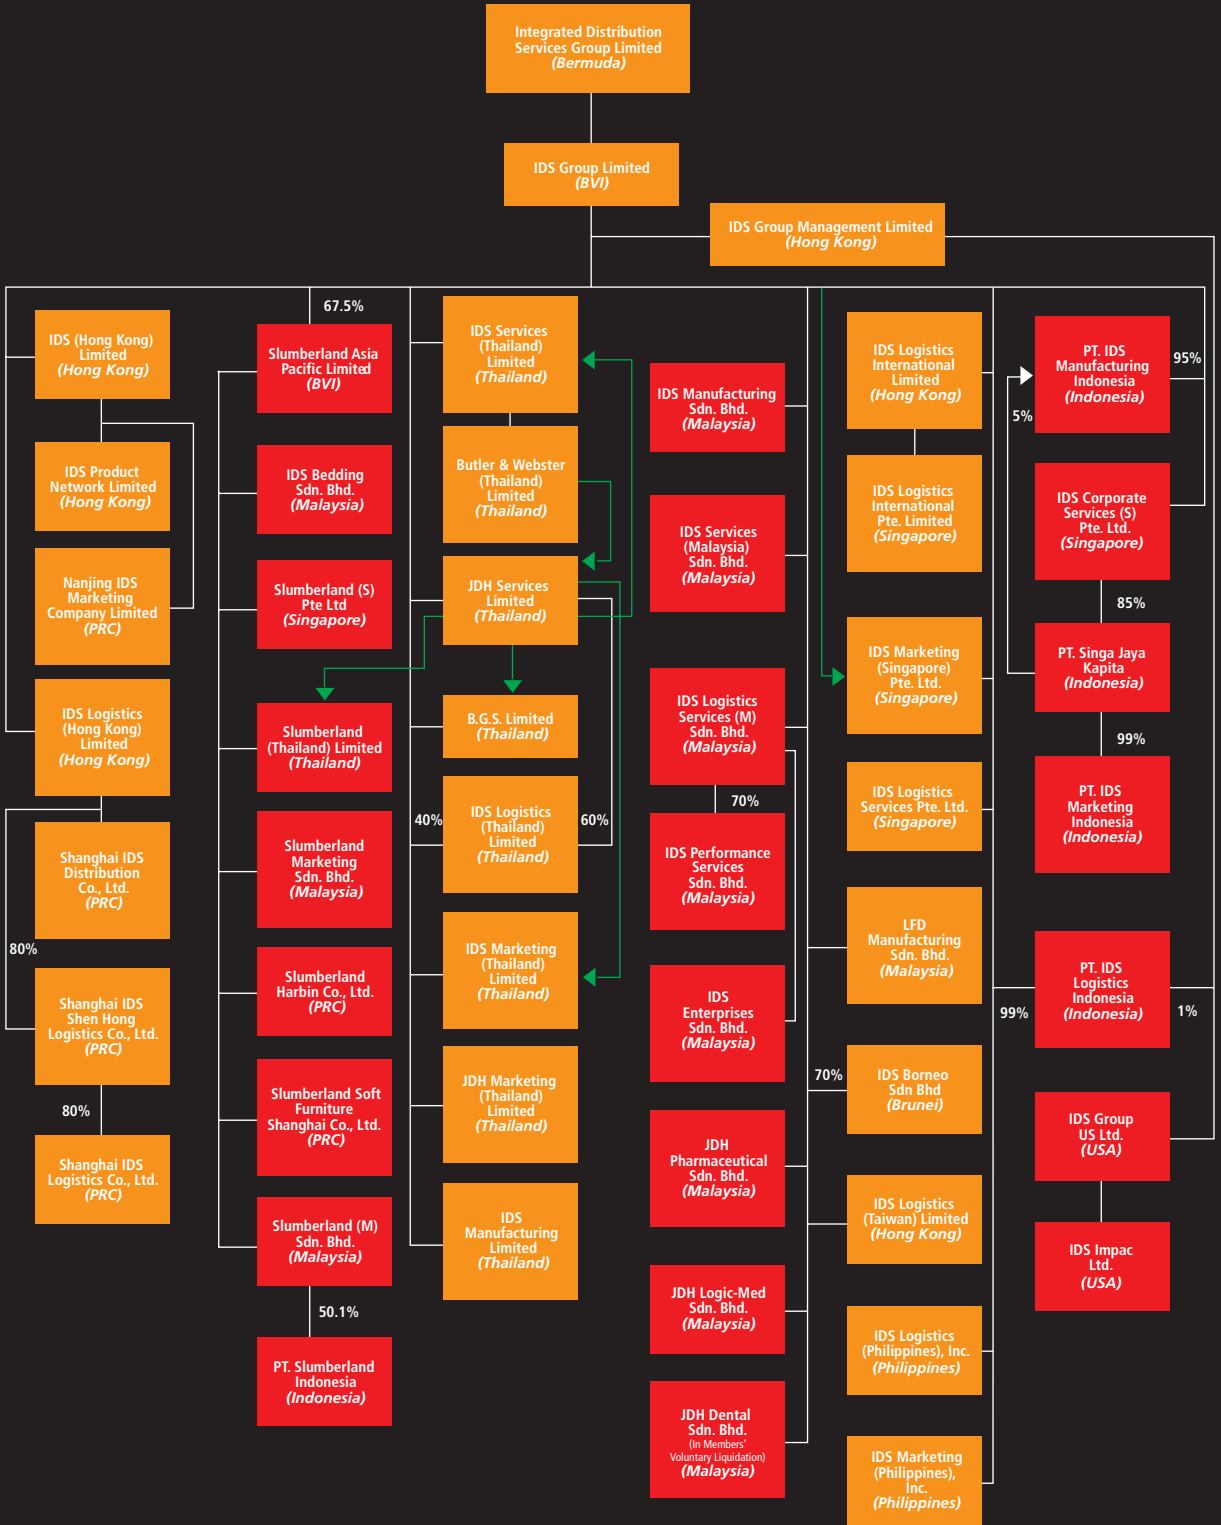 Integrated Distribution
Services Group Limited
(Bermuda)
IDS Group Limited
(BVI)
IDS Group Management Limited
(Hong Kong)
IDS (Hong Kong)
Limited
(Hong Kong)
IDS Product
Network Limited
(Hong Kong)
Nanjing IDS
Marketing
Company Limited
(PRC)
IDS Logistics
(Hong Kong)
Limited
(Hong Kong)
Shanghai IDS
Distribution
Co., Ltd.
(PRC)
80%
Shanghai IDS
Shen Hong
Logistics Co., Ltd.
(PRC)
80%
Shanghai IDS
Logistics Co., Ltd.
(PRC)
67.5%
Slumberland Asia
Pacific Limited
(BVI)
IDS Bedding
Sdn. Bhd.
(Malaysia)
Slumberland (S)
Pte Ltd
(Singapore)
Slumberland
(Thailand) Limited
(Thailand)
Slumberland
Marketing
Sdn. Bhd.
(Malaysia)
Slumberland
Harbin Co., Ltd.
(PRC)
Slumberland Soft
Furniture
Shanghai Co., Ltd.
(PRC)
Slumberland (M)
Sdn. Bhd.
(Malaysia)
50.1%
PT. Slumberland
Indonesia
(Indonesia)
IDS Services
(Thailand)
Limited
(Thailand)
Butler & Webster
(Thailand)
Limited
(Thailand)
JDH Services
Limited
(Thailand)
B.G.S. Limited
(Thailand)
40%
IDS Logistics
(Thailand)
Limited
(Thailand)
60%
IDS Marketing
(Thailand)
Limited
(Thailand)
JDH Marketing
(Thailand)
Limited
(Thailand)
IDS
Manufacturing
Limited
(Thailand)
IDS Manufacturing
Sdn. Bhd.
(Malaysia)
IDS Services
(Malaysia)
Sdn. Bhd.
(Malaysia)
IDS Logistics
Services (M)
Sdn. Bhd.
(Malaysia)
70%
IDS Performance
Services
Sdn. Bhd.
(Malaysia)
IDS
Enterprises
Sdn. Bhd.
(Malaysia)
JDH
Pharmaceutical
Sdn. Bhd.
(Malaysia)
JDH Logic-Med
Sdn. Bhd.
(Malaysia)
JDH Dental
Sdn. Bhd.
(In Members'
Voluntary Liquidation)
(Malaysia)
IDS Logistics
International
Limited
(Hong Kong)
IDS Logistics
International
Pte. Limited
(Singapore)
IDS Marketing
(Singapore)
Pte. Ltd.
(Singapore)
IDS Logistics
Services Pte. Ltd.
(Singapore)
LFD
Manufacturing
Sdn. Bhd.
(Malaysia)
70%
IDS Borneo
Sdn Bhd
(Brunei)
IDS Logistics
(Taiwan) Limited
(Hong Kong)
IDS Logistics
(Philippines), Inc.
(Philippines)
IDS Marketing
(Philippines),
Inc.
(Philippines)
PT. IDS
Manufacturing
Indonesia
(Indonesia)
95%
5%
IDS Corporate
Services (S)
Pte. Ltd.
(Singapore)
85%
PT. Singa Jaya
Kapita
(Indonesia)
99%
PT. IDS
Marketing
Indonesia
(Indonesia)
99%
PT. IDS
Logistics
Indonesia
(Indonesia)
1%
IDS Group
US Ltd.
(USA)
IDS Impac
Ltd.
(USA)